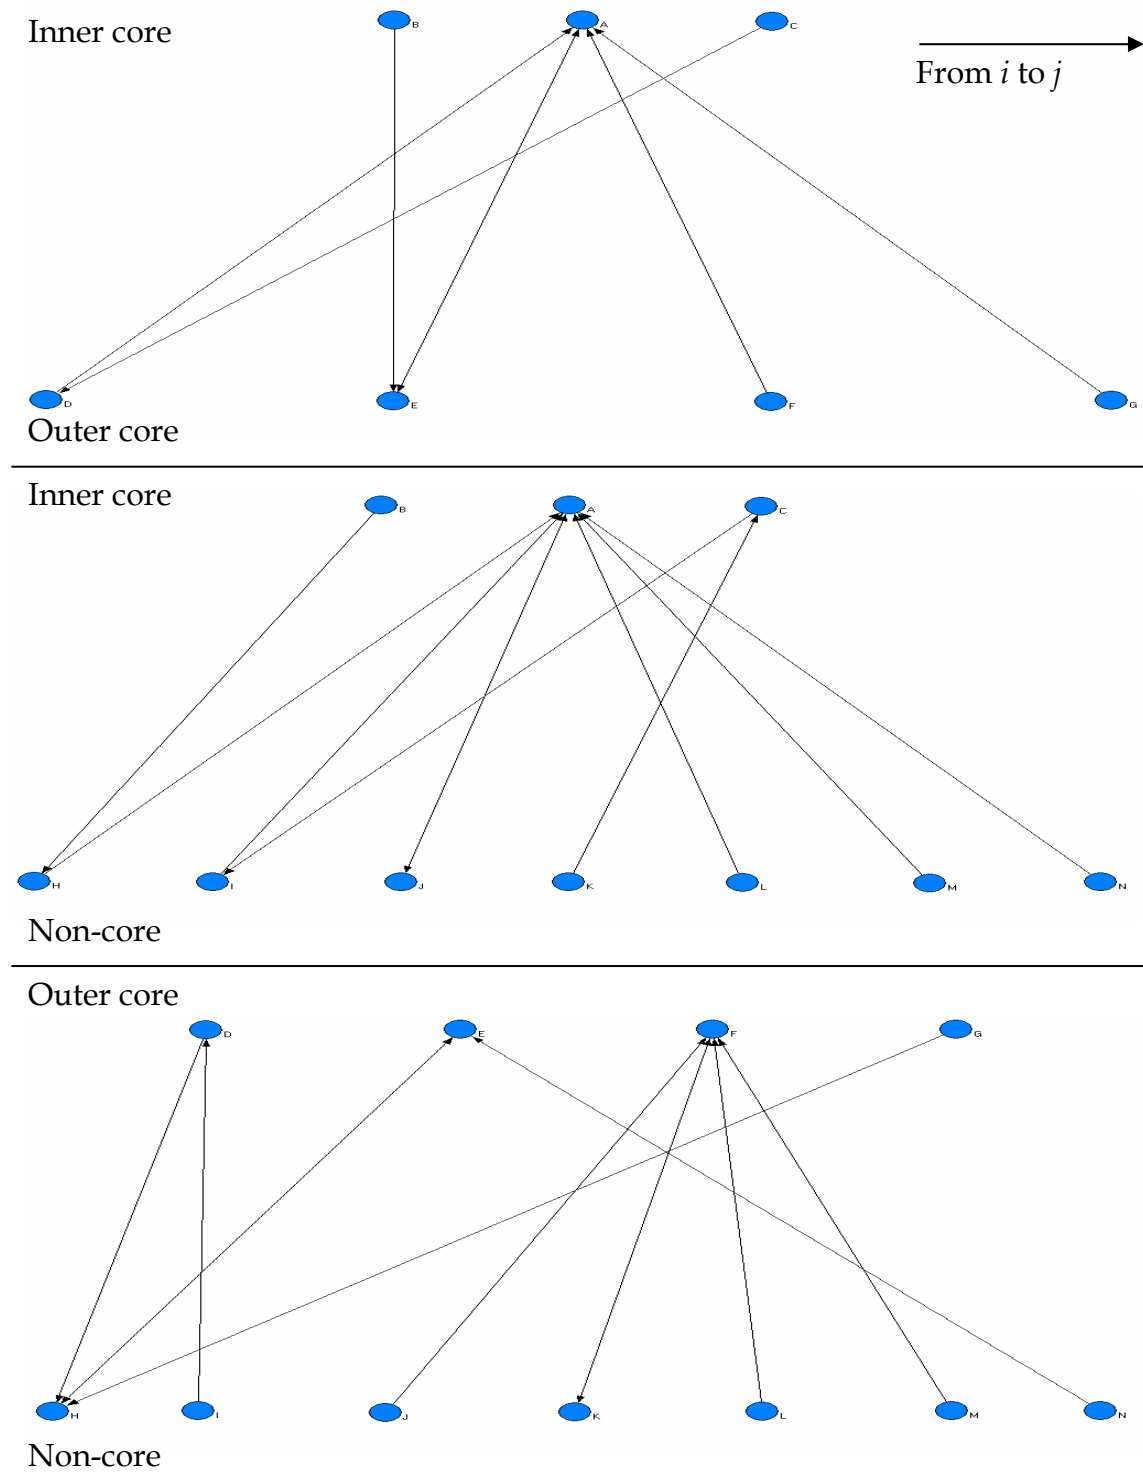 Inner core
B A C
From i to j
D E F G
Outer core
Inner core
B A C
H I J K L M N
Non-core
Outer core
D E F G
H I J K L M N
Non-core